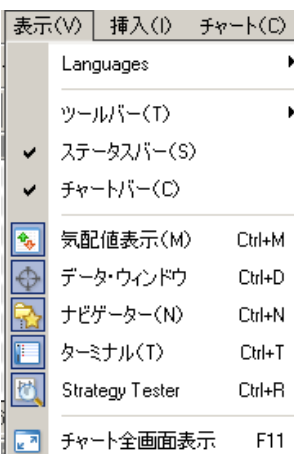 表示(V) 挿入(I) チャート(C)
Languages
ツールバー(T)
ステータスバー(S)
チャートバー(C)
気配値表示(M) Ctrl+M
データ・ウィンドウ Ctrl+D
ナビゲーター(N) Ctrl+N
ターミナル(T) Ctrl+T
Strategy Tester Ctrl+R
チャート全画面表示 F11